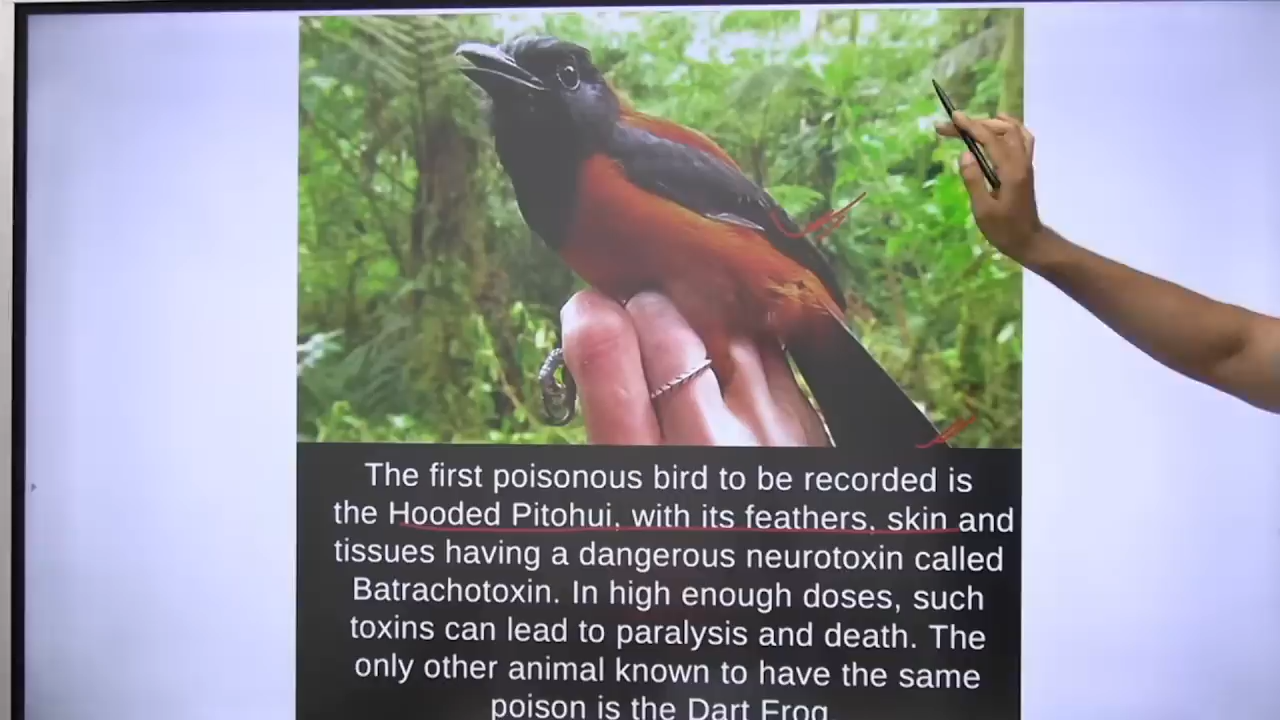 The first poisonous bird to be recorded is
the Hooded Pitohui, with its feathers, skin and
tissues having a dangerous neurotoxin called
Batrachotoxin. In high enough doses, such
toxins can lead to paralysis and death. The
only other animal known to have the same
poison is the Dart Frog